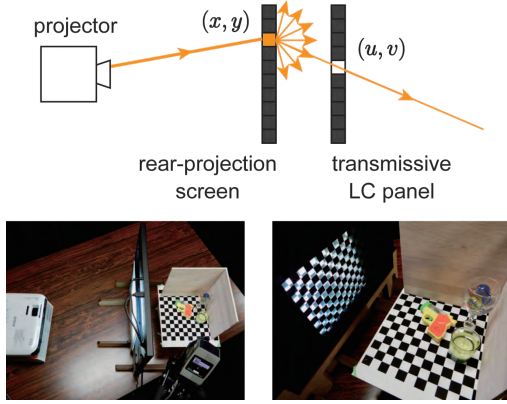 projector
(x, y)
(u, v)
rear-projection
screen
transmissive
LC panel